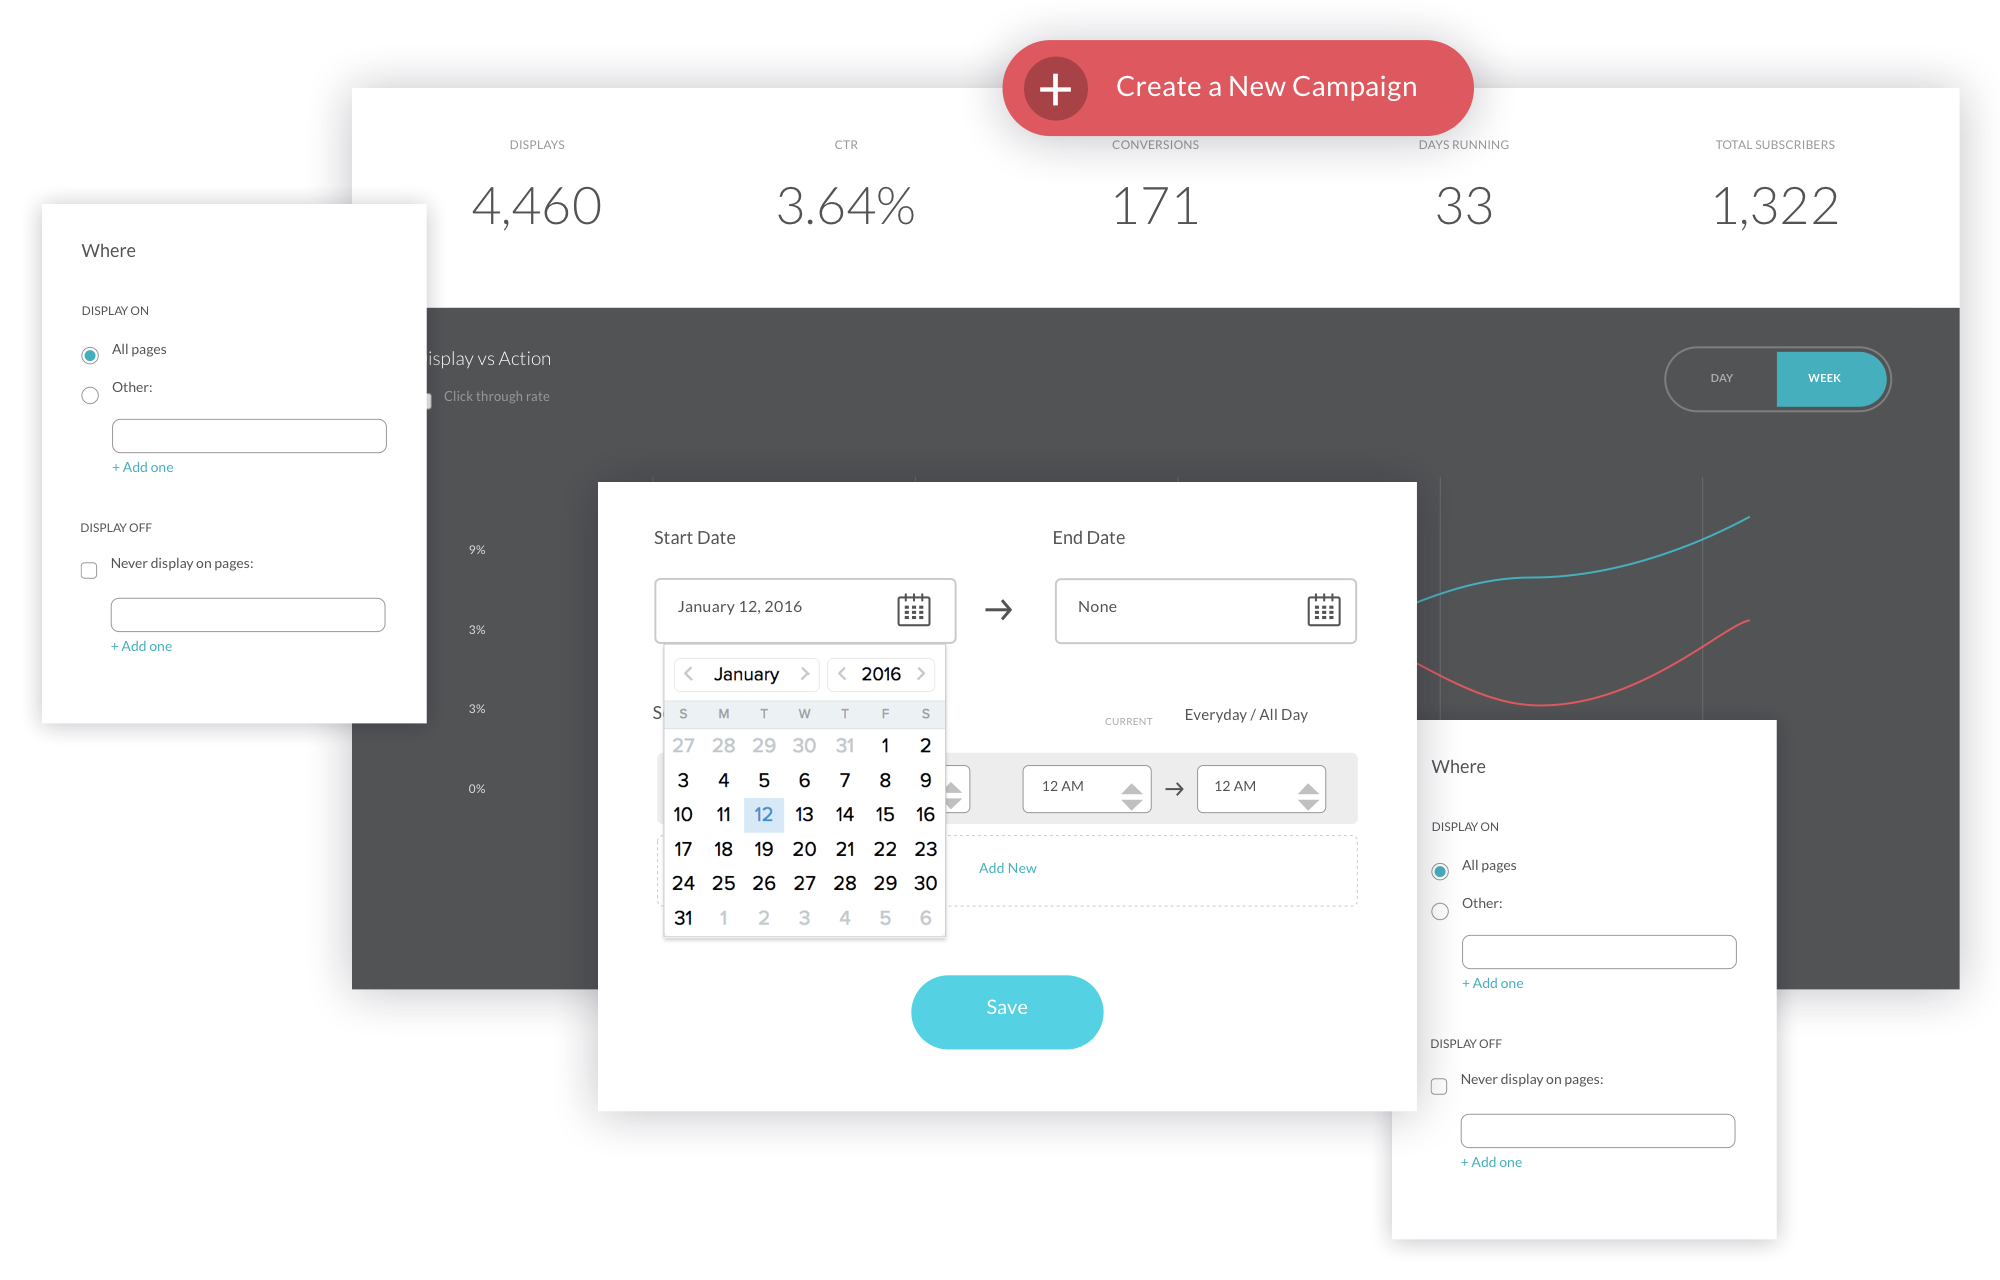 Create a New Campaign
DISPLAYS CTR CONVERSIONS DAYS RUNNING TOTAL SUBSCRIBERS
4,460 3.64% 171 33 1,322
Where
DISPLAY ON
All pages
Other:
+ Add one
DISPLAY OFF
Never display on pages:
+ Add one
isplay vs Action
Click through rate
DAY WEEK
9%
3%
3%
0%
Start Date End Date
January 12, 2016 None
January 2016
S M T W T F S
27 28 29 30 31 1 2
3 4 5 6 7 8 9
10 11 12 13 14 15 16
17 18 19 20 21 22 23
24 25 26 27 28 29 30
31 1 2 3 4 5 6
CURRENT Everyday / All Day
12 AM 12 AM
Add New
Save
Where
DISPLAY ON
All pages
Other:
+ Add one
DISPLAY OFF
Never display on pages:
+ Add one